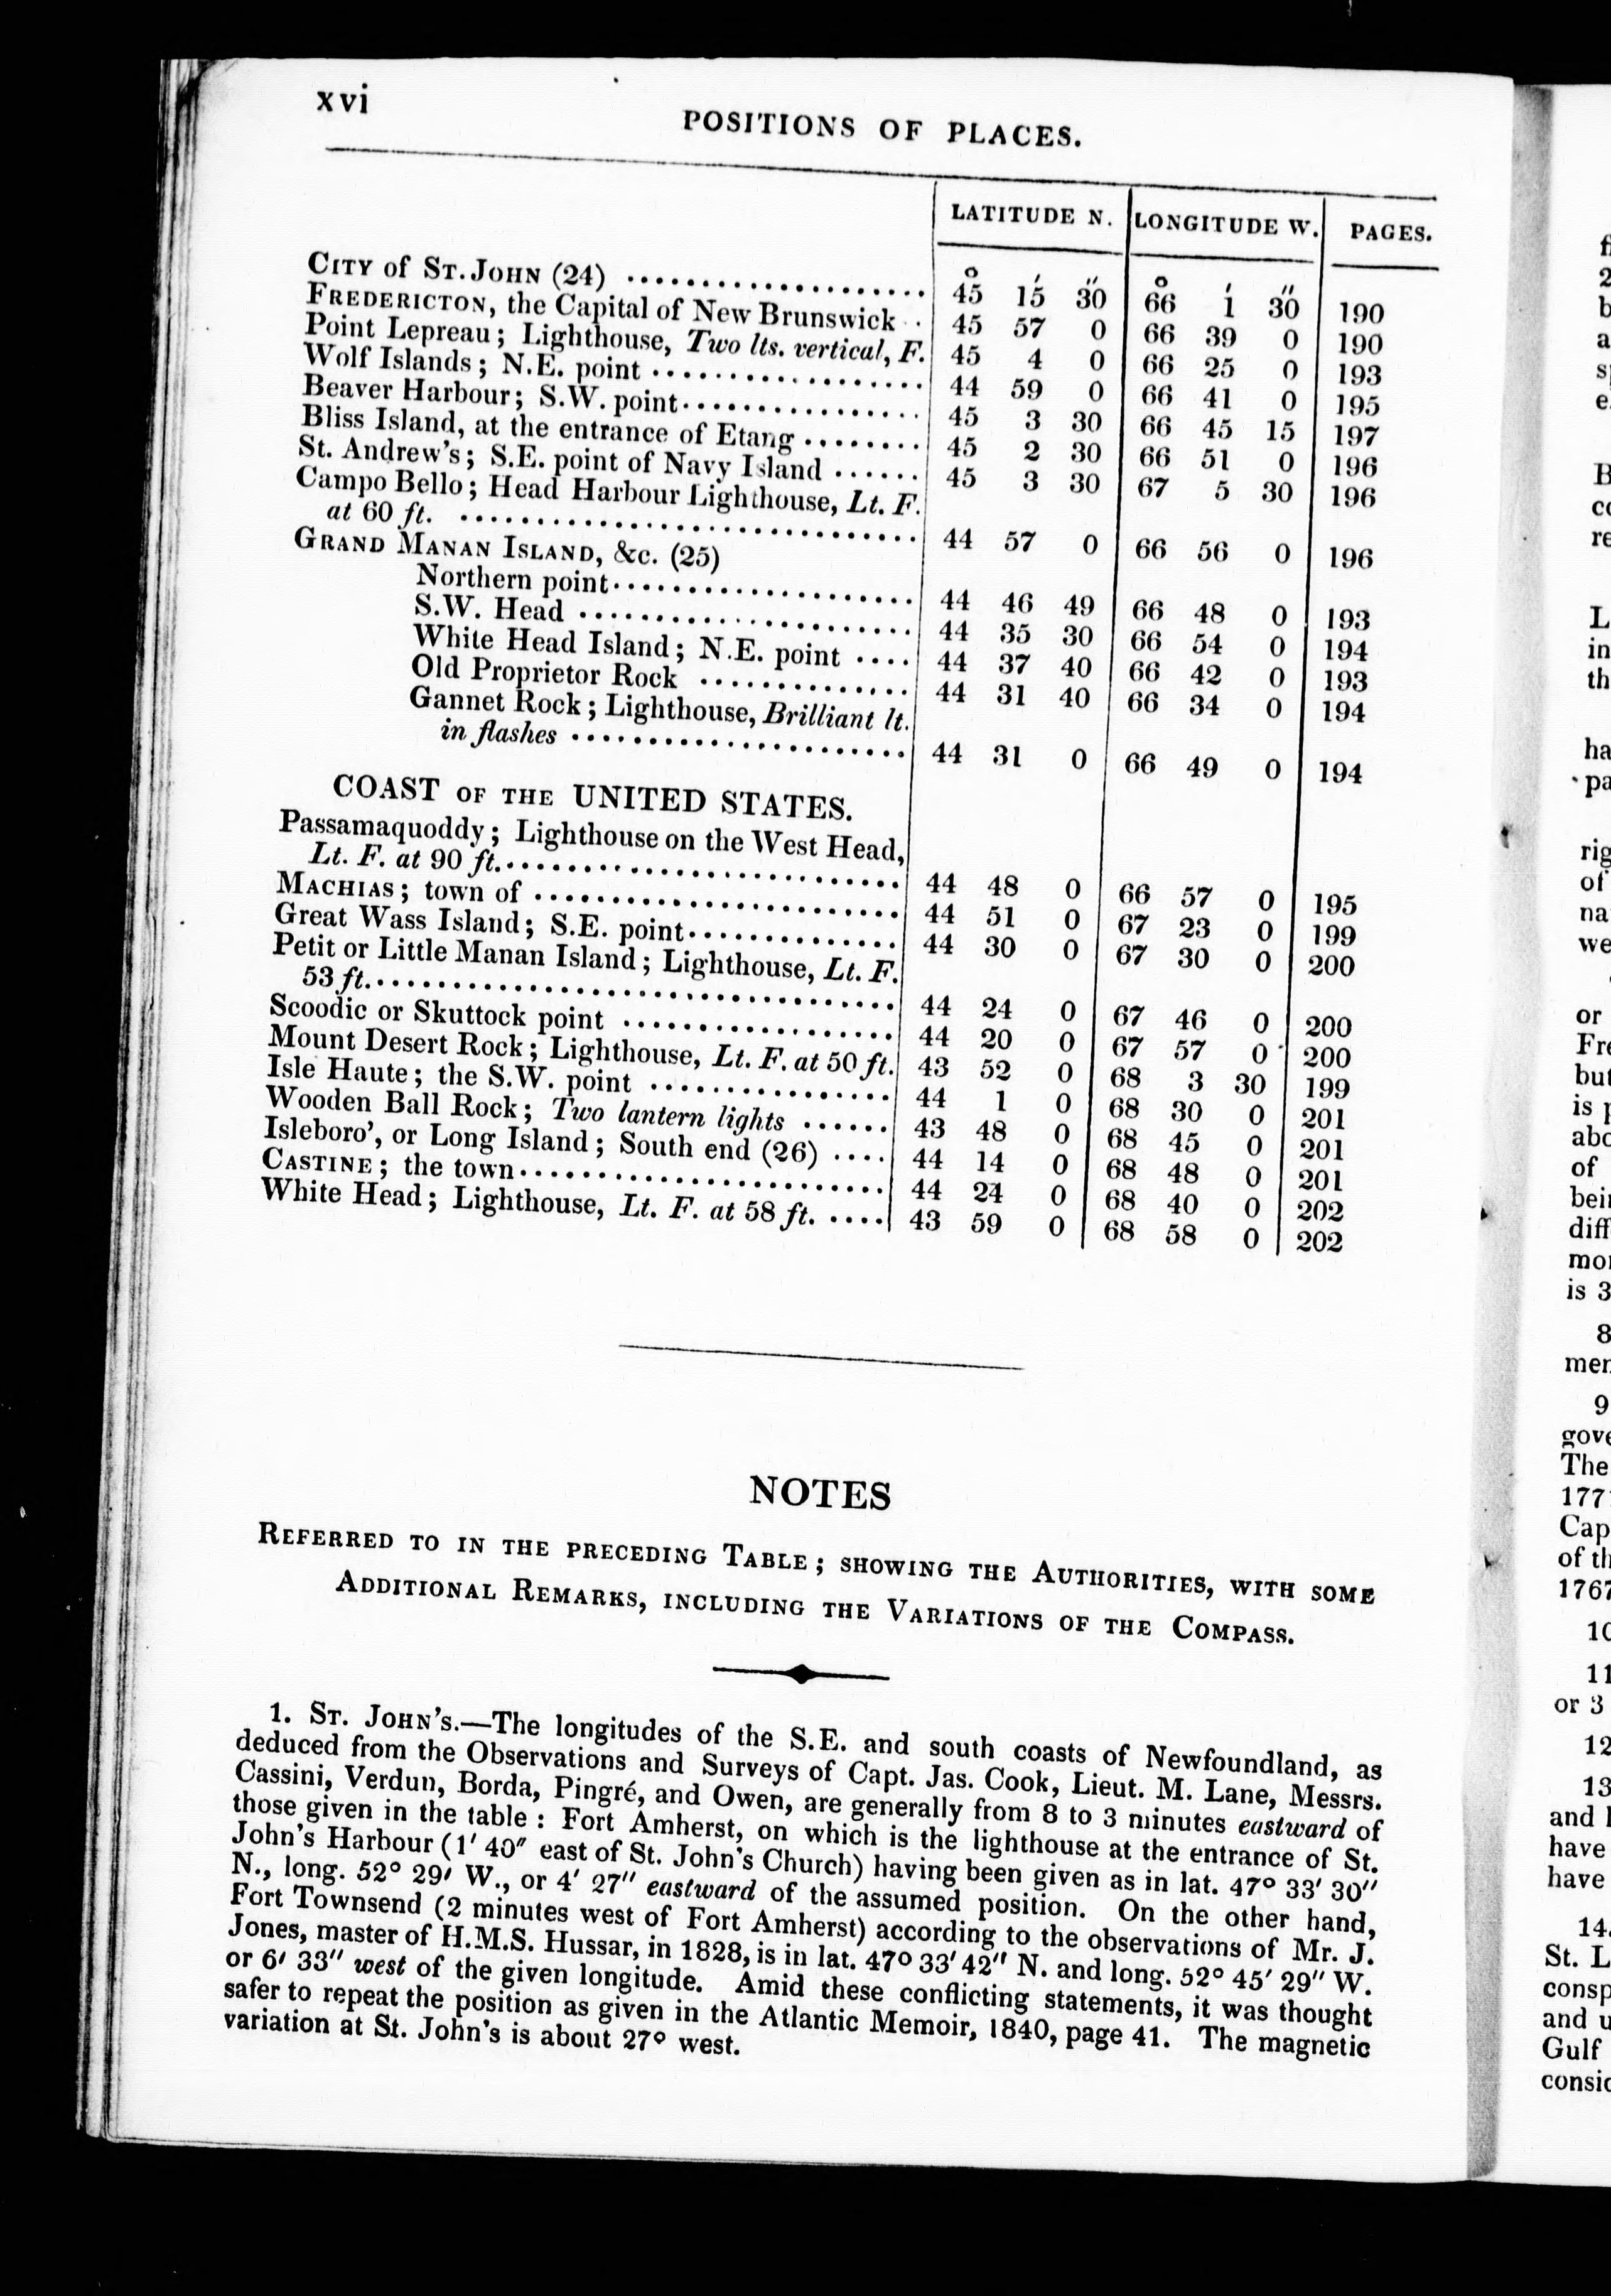 xvi
POSITIONS OF PLACES.
LATITUDE N. LONGITUDE W. PAGES.
° ′ ″ ° ′ ″
CITY of ST. JOHN (24) .................... 45 15 30 66 1 30 190
FREDERICTON, the Capital of New Brunswick .. 45 57 0 66 39 0 190
Point Lepreau; Lighthouse, Two lts. vertical, F. 45 4 0 66 25 0 193
Wolf Islands; N.E. point .................. 44 59 0 66 41 0 195
Beaver Harbour; S.W. point................ 45 3 30 66 45 15 197
Bliss Island, at the entrance of Etang ........ 45 2 30 66 51 0 196
St. Andrew's; S.E. point of Navy Island ...... 45 3 30 67 5 30 196
Campo Bello; Head Harbour Lighthouse, Lt. F.
at 60 ft. .............................. 44 57 0 66 56 0 196
GRAND MANAN ISLAND, &c. (25)
Northern point.................... 44 46 49 66 48 0 193
S.W. Head ...................... 44 35 30 66 54 0 194
White Head Island; N.E. point .... 44 37 40 66 42 0 193
Old Proprietor Rock .............. 44 31 40 66 34 0 194
Gannet Rock; Lighthouse, Brilliant lt.
in flashes ...................... 44 31 0 66 49 0 194
COAST OF THE UNITED STATES.
Passamaquoddy; Lighthouse on the West Head,
Lt. F. at 90 ft........................... 44 48 0 66 57 0 195
MACHIAS; town of ........................ 44 51 0 67 23 0 199
Great Wass Island; S.E. point.............. 44 30 0 67 30 0 200
Petit or Little Manan Island; Lighthouse, Lt. F.
53 ft................................... 44 24 0 67 46 0 200
Scoodic or Skuttock point .................. 44 20 0 67 57 0 200
Mount Desert Rock; Lighthouse, Lt. F. at 50 ft. 43 52 0 68 3 30 199
Isle Haute; the S.W. point ................ 44 1 0 68 30 0 201
Wooden Ball Rock; Two lantern lights ...... 43 48 0 68 45 0 201
Isleboro', or Long Island; South end (26) .... 44 14 0 68 48 0 201
CASTINE; the town........................ 44 24 0 68 40 0 202
White Head; Lighthouse, Lt. F. at 58 ft. .... 43 59 0 68 58 0 202
NOTES
REFERRED TO IN THE PRECEDING TABLE; SHOWING THE AUTHORITIES, WITH SOME
ADDITIONAL REMARKS, INCLUDING THE VARIATIONS OF THE COMPASS.
1. ST. JOHN'S.—The longitudes of the S.E. and south coasts of Newfoundland, as
deduced from the Observations and Surveys of Capt. Jas. Cook, Lieut. M. Lane, Messrs.
Cassini, Verdun, Borda, Pingré, and Owen, are generally from 8 to 3 minutes eastward of
those given in the table: Fort Amherst, on which is the lighthouse at the entrance of St.
John's Harbour (1′ 40″ east of St. John's Church) having been given as in lat. 47° 33′ 30″
N., long. 52° 29′ W., or 4′ 27″ eastward of the assumed position. On the other hand,
Fort Townsend (2 minutes west of Fort Amherst) according to the observations of Mr. J.
Jones, master of H.M.S. Hussar, in 1828, is in lat. 47° 33′ 42″ N. and long. 52° 45′ 29″ W.
or 6′ 33″ west of the given longitude. Amid these conflicting statements, it was thought
safer to repeat the position as given in the Atlantic Memoir, 1840, page 41. The magnetic
variation at St. John's is about 27° west.